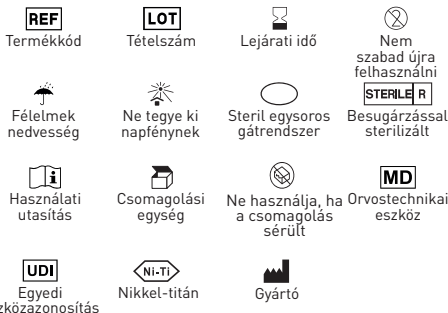 REF
LOT
2
Termékkód
Tételszám
Lejárati idő
Nem
szabad újra
felhasználni
STERILE R
Félelmek
nedvesség
Ne tegye ki
napfénynek
Steril egysoros
gátrendszer
Besugárzással
sterilizált
i
MD
Használati
utasítás
Csomagolási
egység
Ne használja, ha
a csomagolás
sérült
Orvostechnikai
eszköz
UDI
Ni-Ti
Egyedi
zközazonosítás
Nikkel-titán
Gyártó